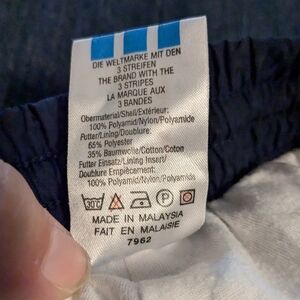 DIE WELTMARKE MIT DEN
3 STREIFEN
THE BRAND WITH THE
3 STRIPES
LA MARQUE AUX
3 BANDES
Obermaterial/Shell/Extérieur:
100% Polyamid/Nylon/Polyamide
Futter/Lining/Doublure:
65% Polyester
35% Baumwolle/Cotton/Coton
Futter Einsatz/Lining Insert/
Doublure Empiècement:
100% Polyamid/Nylon/Polyamide
30°C P
MADE IN MALAYSIA
FAIT EN MALAISIE
7962